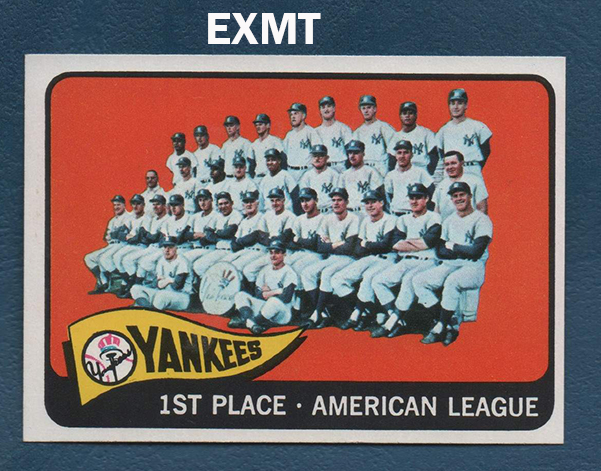 EXMT
YANKEES
1ST PLACE · AMERICAN LEAGUE